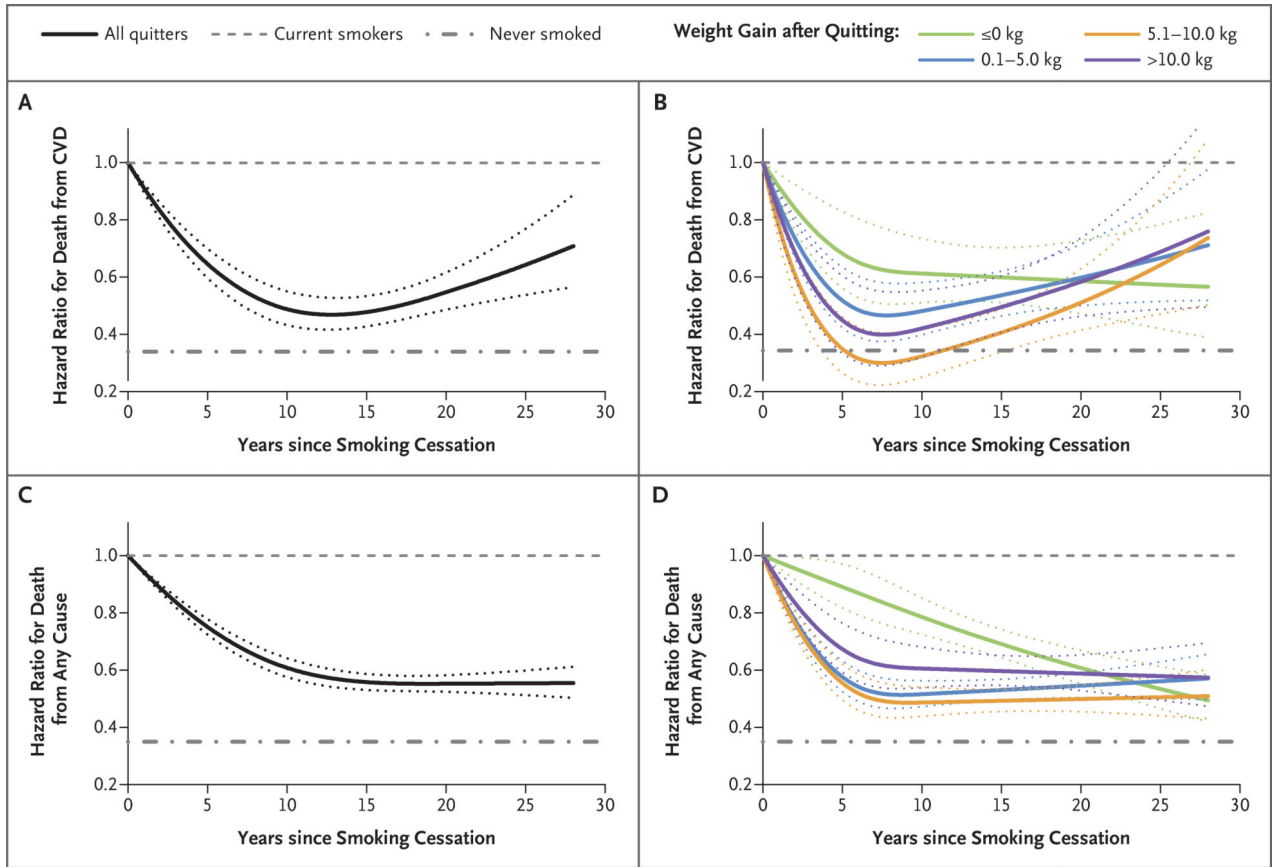 All quitters
Current smokers
Never smoked
Weight Gain after Quitting:
≤0 kg
5.1–10.0 kg
0.1–5.0 kg
>10.0 kg
A
Hazard Ratio for Death from CVD
1.0
0.8
0.6
0.4
0.2
0 5 10 15 20 25 30
Years since Smoking Cessation
B
Hazard Ratio for Death from CVD
1.0
0.8
0.6
0.4
0.2
0 5 10 15 20 25 30
Years since Smoking Cessation
C
Hazard Ratio for Death
from Any Cause
1.0
0.8
0.6
0.4
0.2
0 5 10 15 20 25 30
Years since Smoking Cessation
D
Hazard Ratio for Death
from Any Cause
1.0
0.8
0.6
0.4
0.2
0 5 10 15 20 25 30
Years since Smoking Cessation